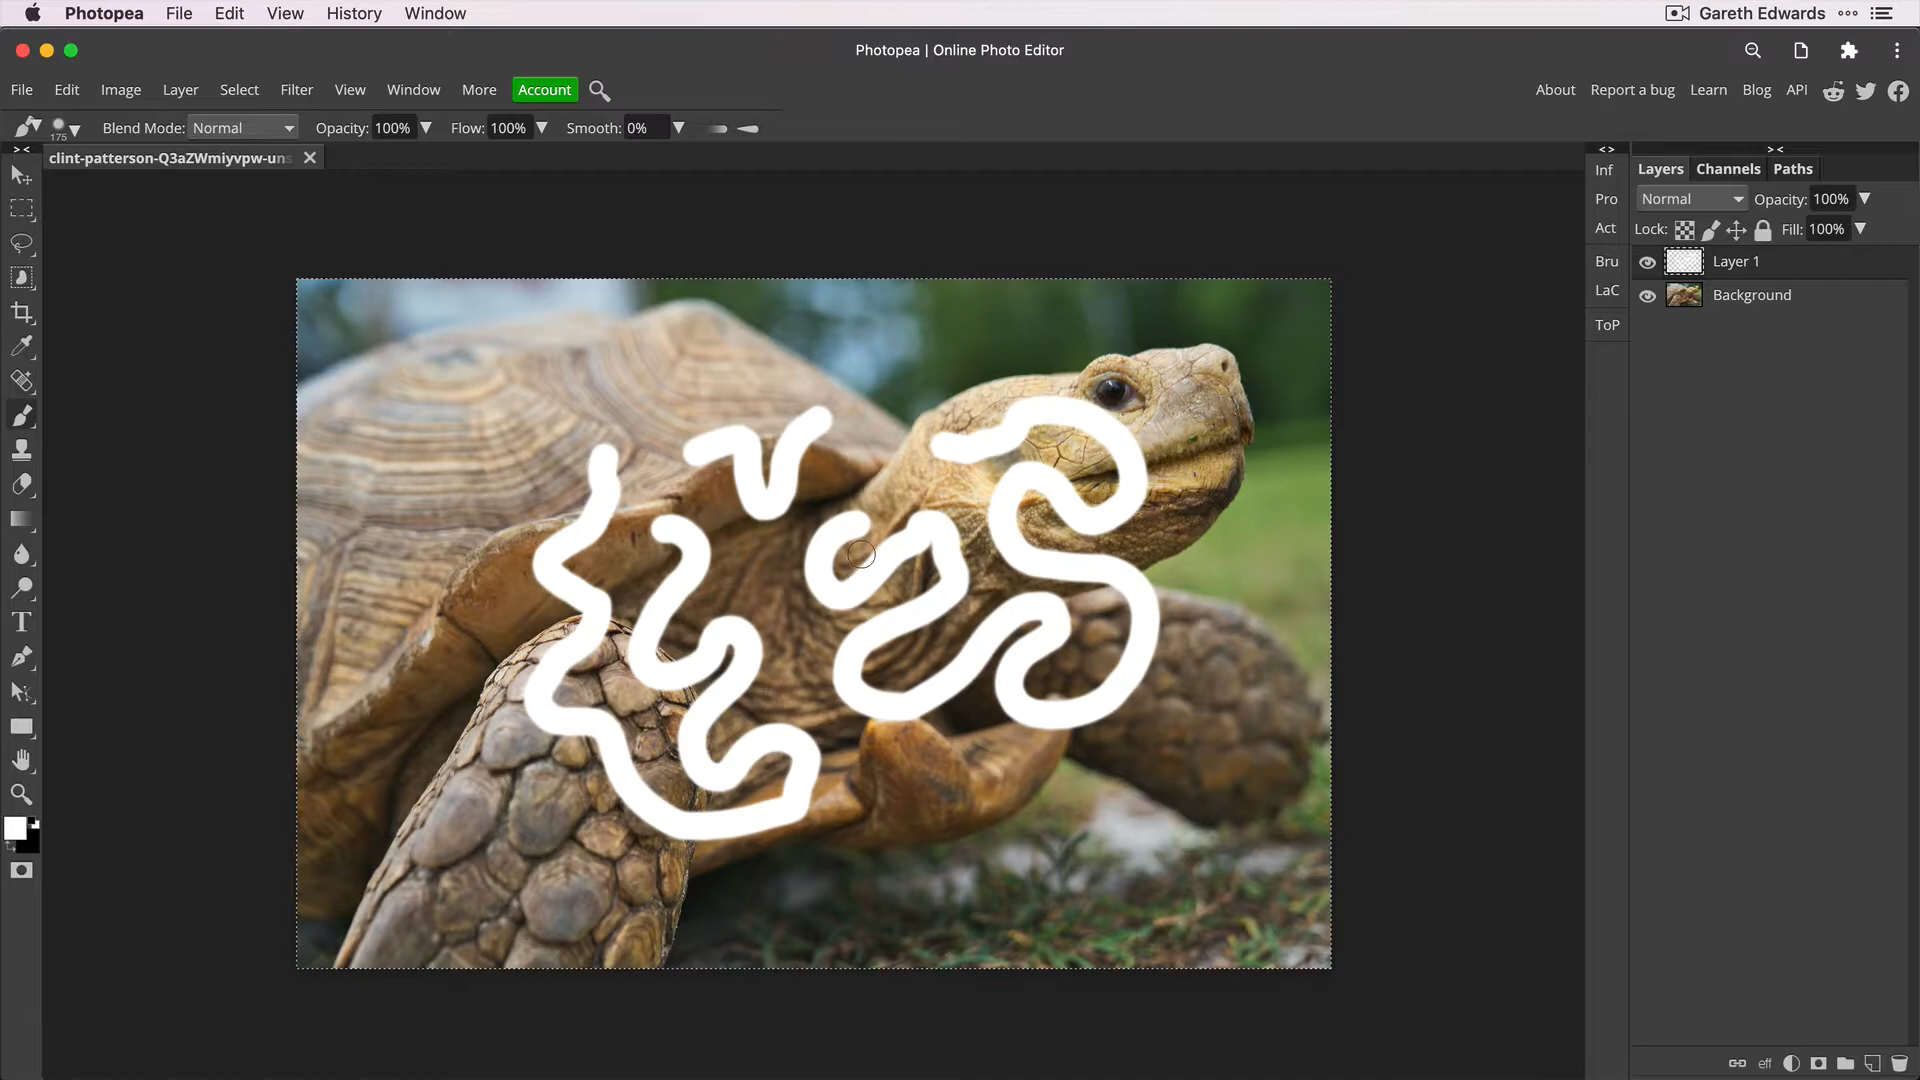 Photopea File Edit View History Window Gareth Edwards
Photopea | Online Photo Editor
File Edit Image Layer Select Filter View Window More Account About Report a bug Learn Blog API
175 Blend Mode: Normal Opacity: 100% Flow: 100% Smooth: 0%
> < < > > <
clint-patterson-Q3aZWmiyvpw-uns
Inf
Pro
Act
Bru
LaC
ToP
Layers Channels Paths
Normal Opacity: 100%
Lock: Fill: 100%
Layer 1
Background
eff